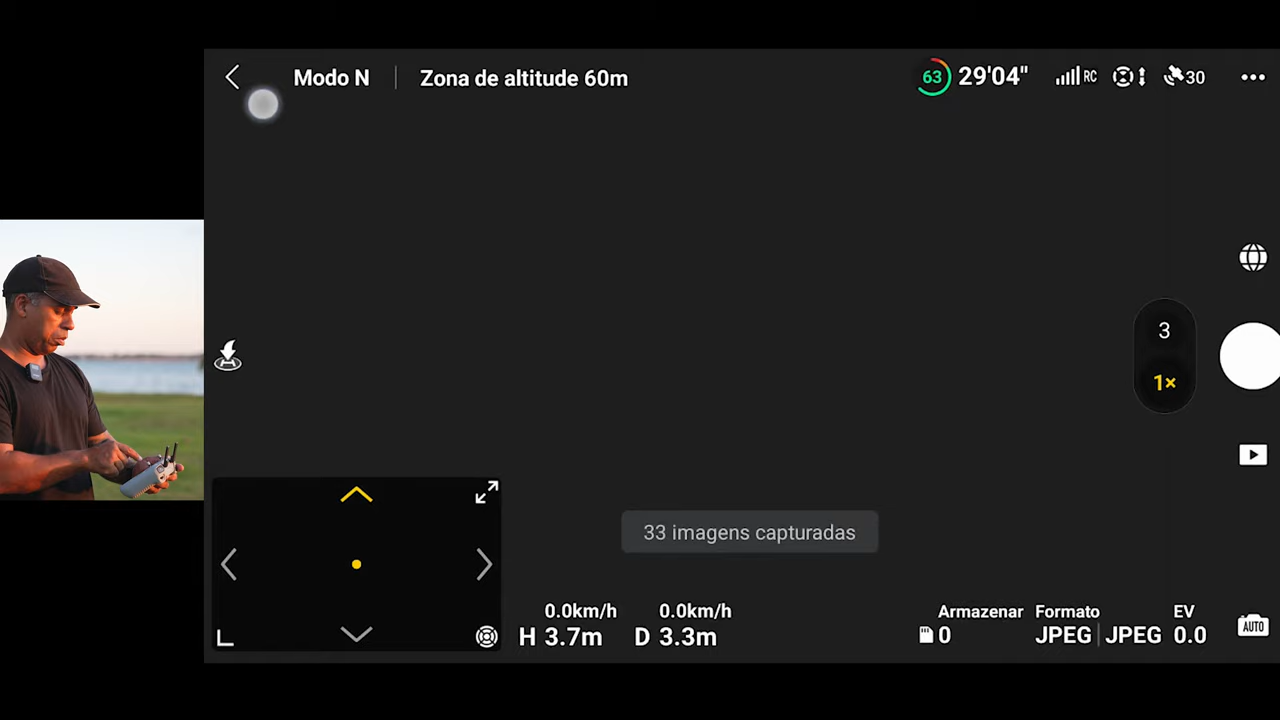 Modo N
Zona de altitude 60m
63 29'04" RC 30
3
1×
33 imagens capturadas
0.0km/h 0.0km/h
H 3.7m D 3.3m
Armazenar Formato EV
0 JPEG JPEG 0.0
AUTO